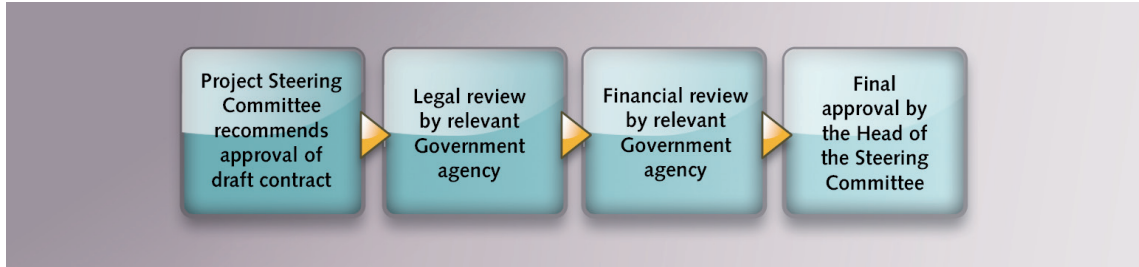 Project Steering
Committee
recommends
approval of
draft contract
Legal review
by relevant
Government
agency
Financial review
by relevant
Government
agency
Final
approval by
the Head of
the Steering
Committee